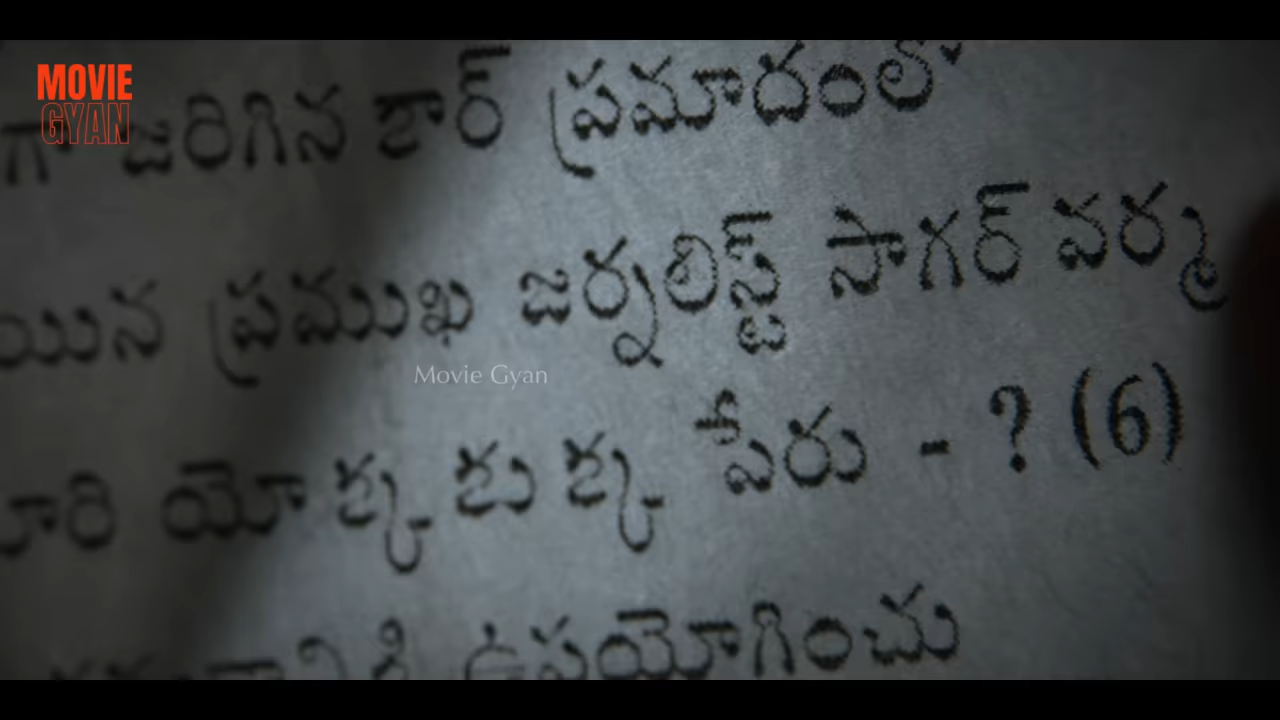 MOVIE
GYAN
గా జరిగిన కార్ ప్రమాదంలో
యిన ప్రముఖ జర్నలిస్ట్ సాగర్ వర్మ
Movie Gyan
గారి యొక్క కుక్క పేరు - ? (6)
ఉపయోగించు